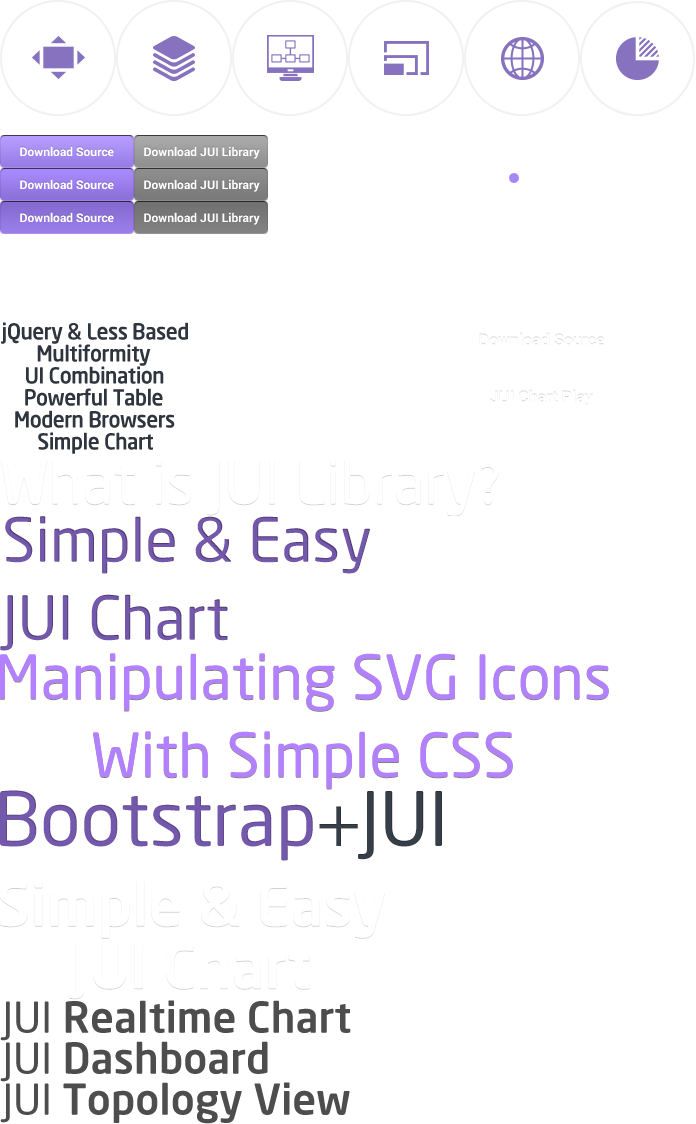 Download Source Download JUI Library
Download Source Download JUI Library
Download Source Download JUI Library
jQuery & Less Based
Multiformity
UI Combination
Powerful Table
Modern Browsers
Simple Chart
Download Source
JUI Chart Play
What is JUI Library?
Simple & Easy
JUI Chart
Manipulating SVG Icons
With Simple CSS
Bootstrap+JUI
Simple & Easy
JUI Chart
JUI Realtime Chart
JUI Dashboard
JUI Topology View